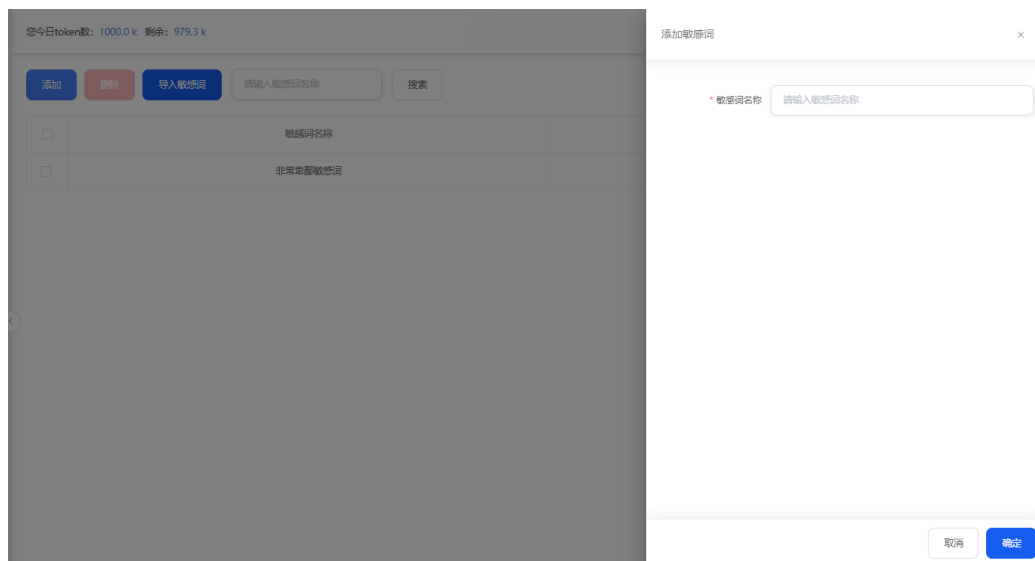 您今日token数：1000.0 k 剩余：979.3 k
添加 删除 导入敏感词 请输入敏感词名称 搜索
敏感词名称
非常卑鄙敏感词
添加敏感词
* 敏感词名称 请输入敏感词名称
取消 确定